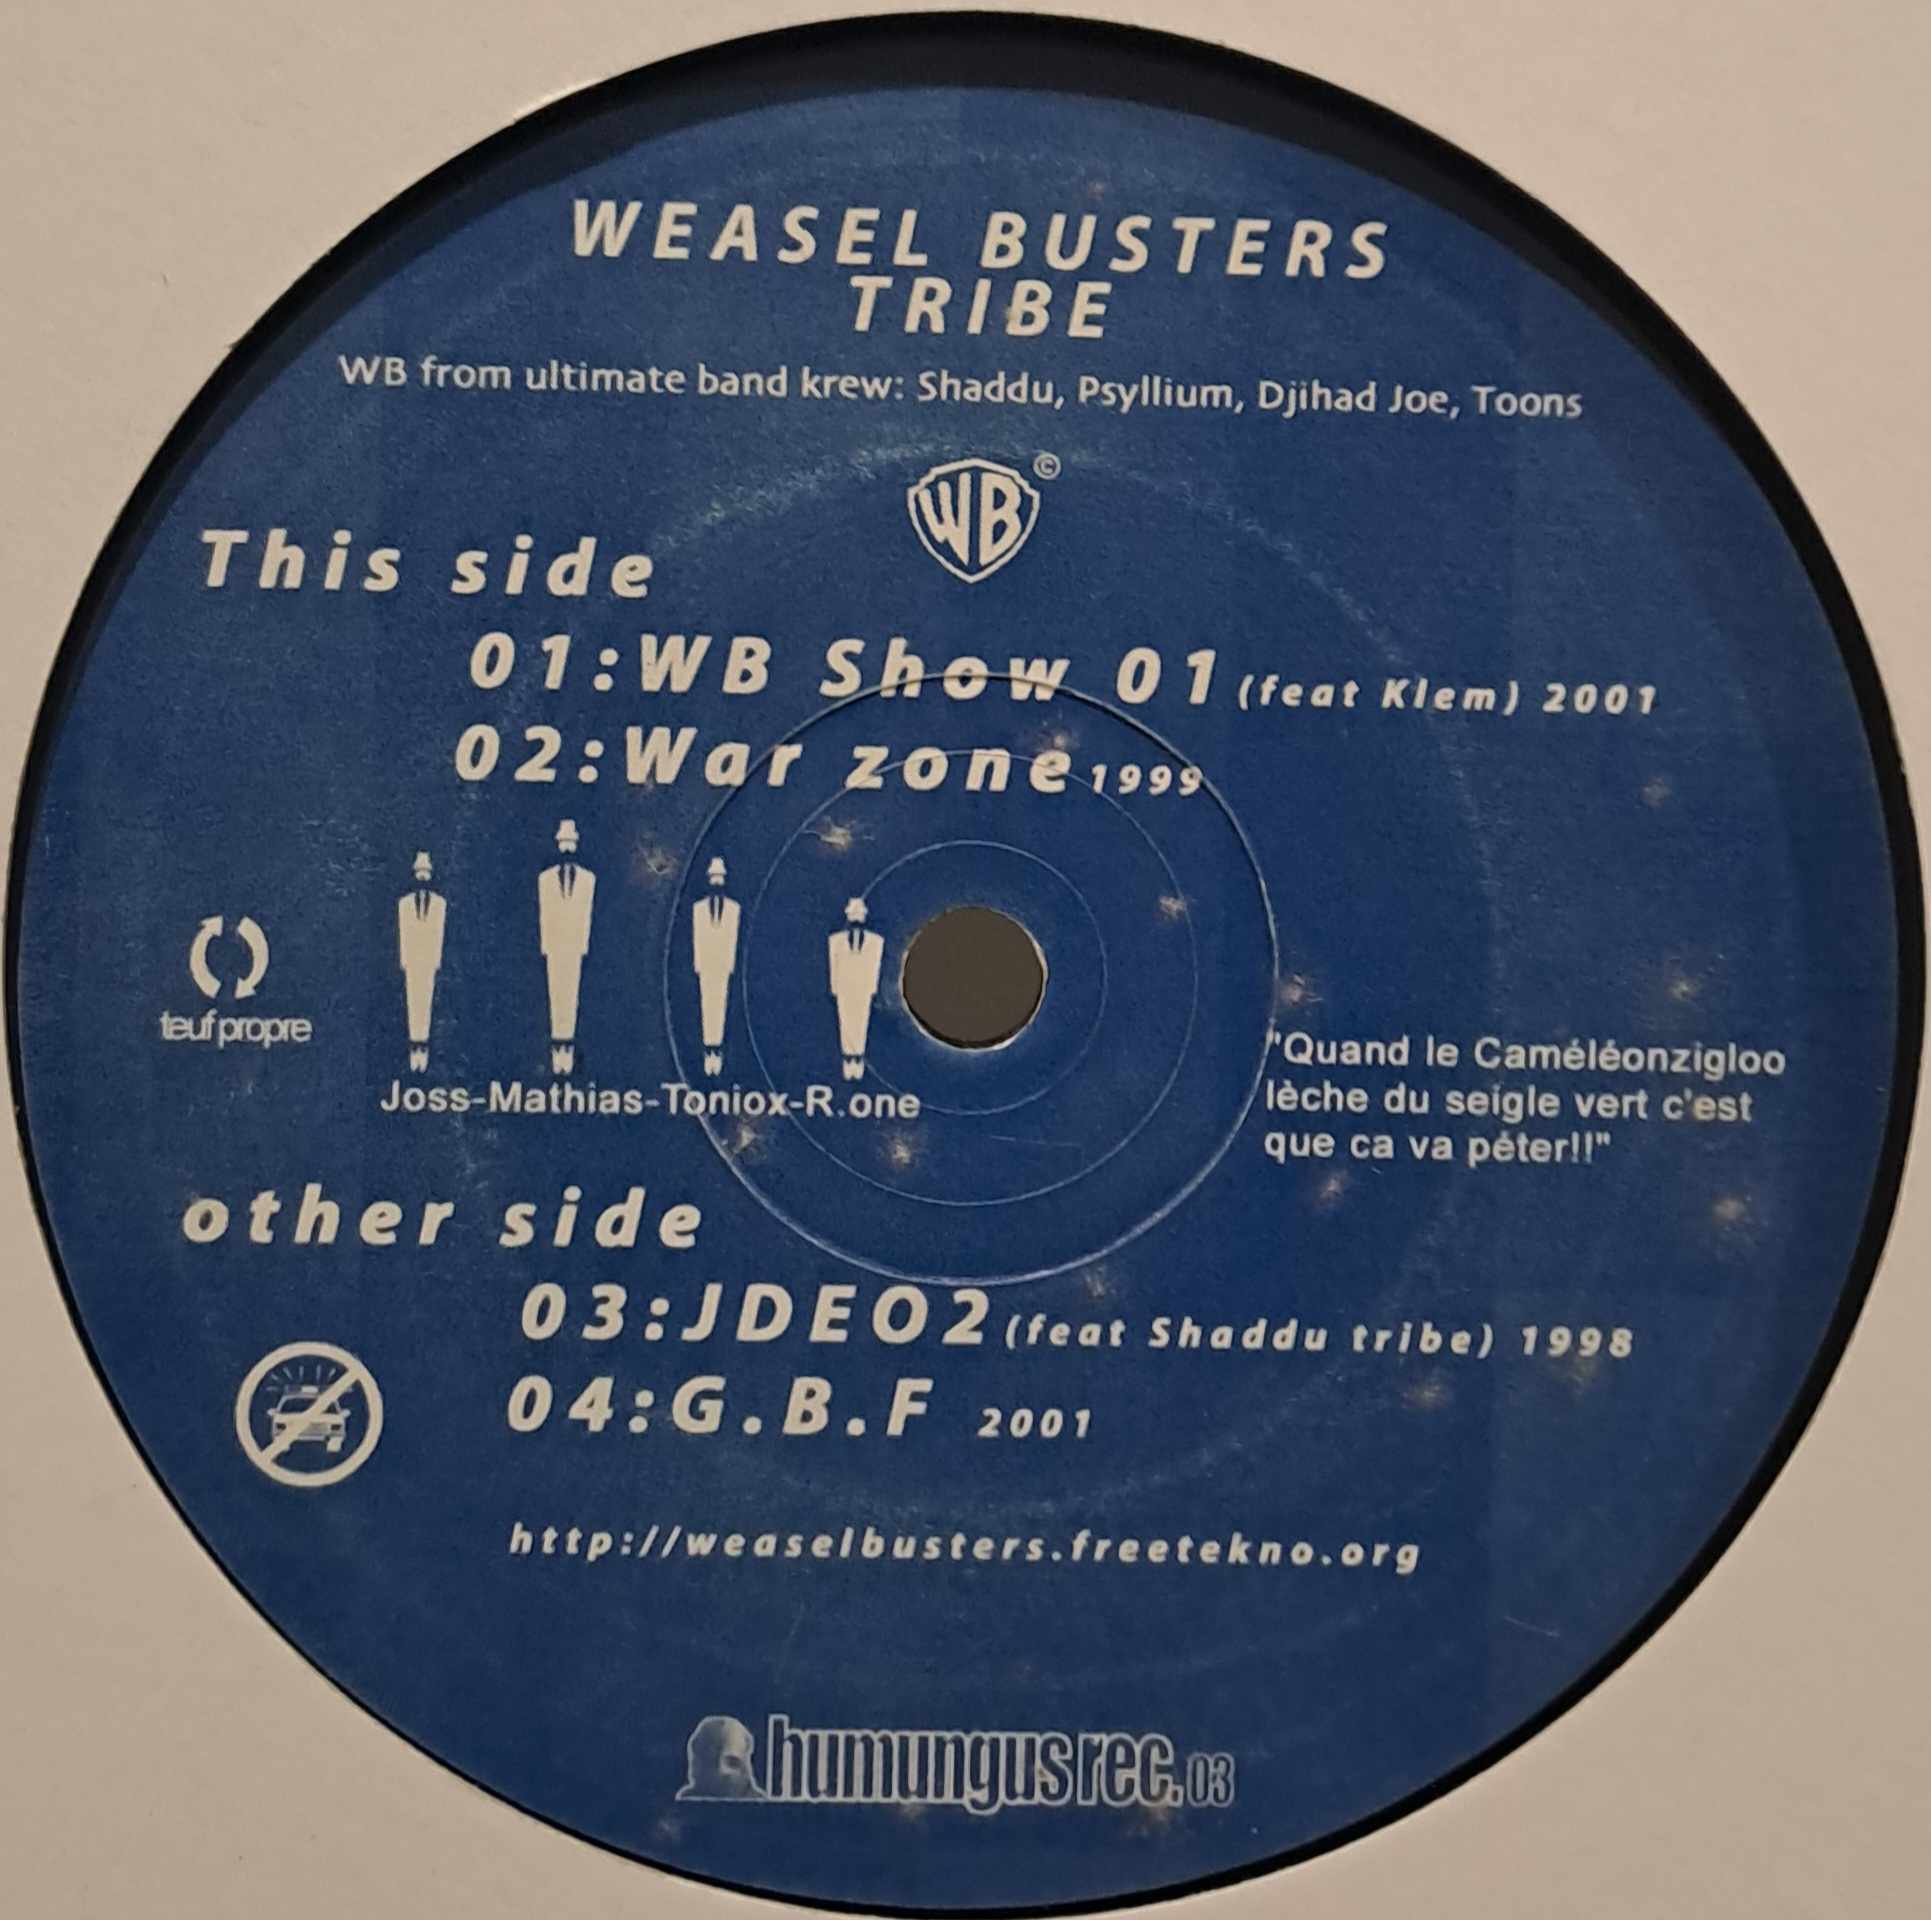 WEASEL BUSTERS
TRIBE
WB from ultimate band krew: Shaddu, Psyllium, Djihad Joe, Toons
WB ©
This side
01:WB Show 01 (feat Klem) 2001
02:War zone 1999
teuf propre
Joss-Mathias-Toniox-R.one
"Quand le Caméléonzigloo
lèche du seigle vert c'est
que ca va péter!!"
other side
03:JDEO2 (feat Shaddu tribe) 1998
04:G.B.F 2001
http://weaselbusters.freetekno.org
humungus rec. 03